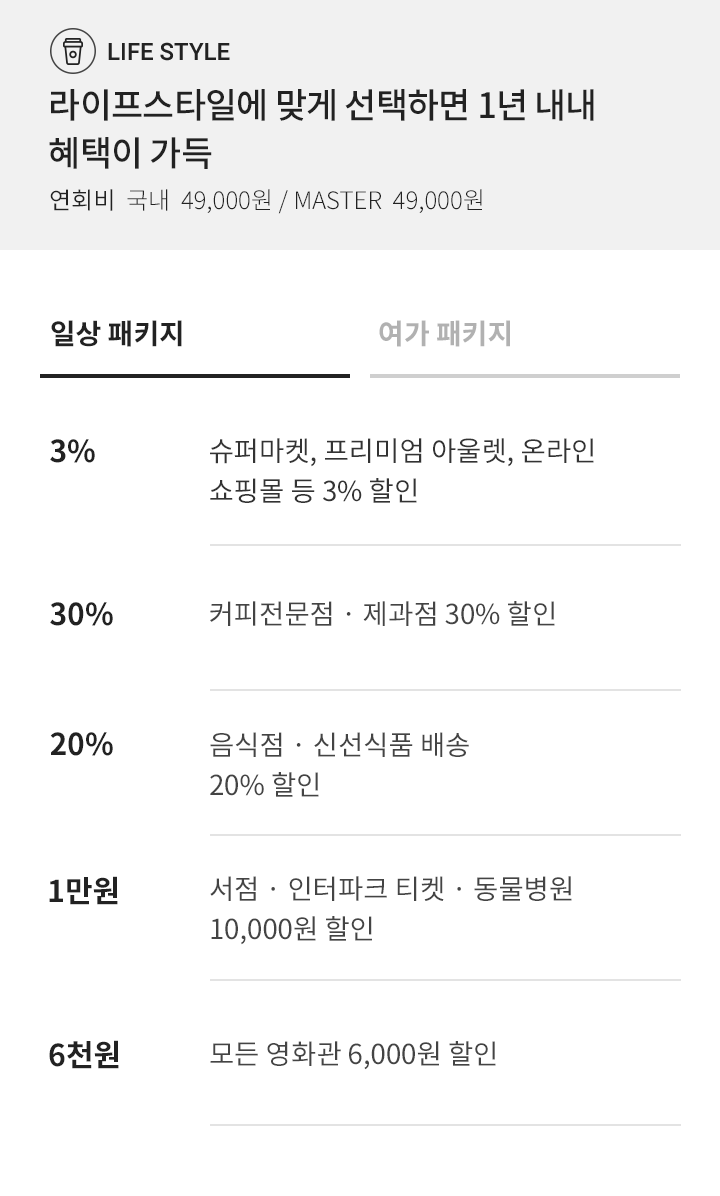 LIFE STYLE
라이프스타일에 맞게 선택하면 1년 내내
혜택이 가득
연회비 국내 49,000원 / MASTER 49,000원
일상 패키지
여가 패키지
3%
슈퍼마켓, 프리미엄 아울렛, 온라인
쇼핑몰 등 3% 할인
30%
커피전문점 · 제과점 30% 할인
20%
음식점 · 신선식품 배송
20% 할인
1만원
서점 · 인터파크 티켓 · 동물병원
10,000원 할인
6천원
모든 영화관 6,000원 할인